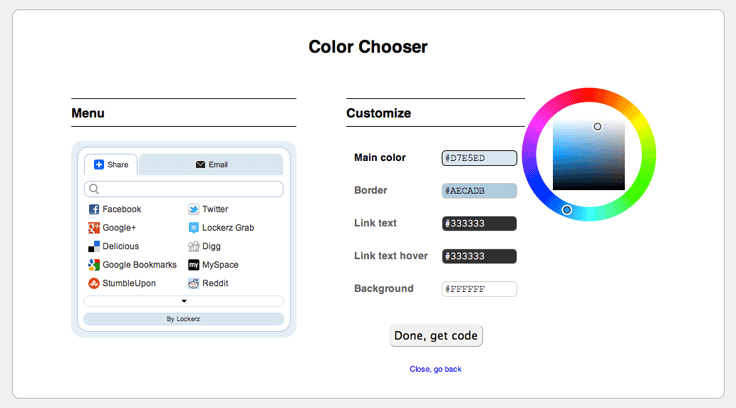 Color Chooser
Menu
Share
Email
Facebook
Twitter
Google+
Lockerz Grab
Delicious
Digg
Google Bookmarks
my MySpace
StumbleUpon
Reddit
By Lockerz
Customize
Main color #D7E5ED
Border #AECADB
Link text #333333
Link text hover #333333
Background #FFFFFF
Done, get code
Close, go back